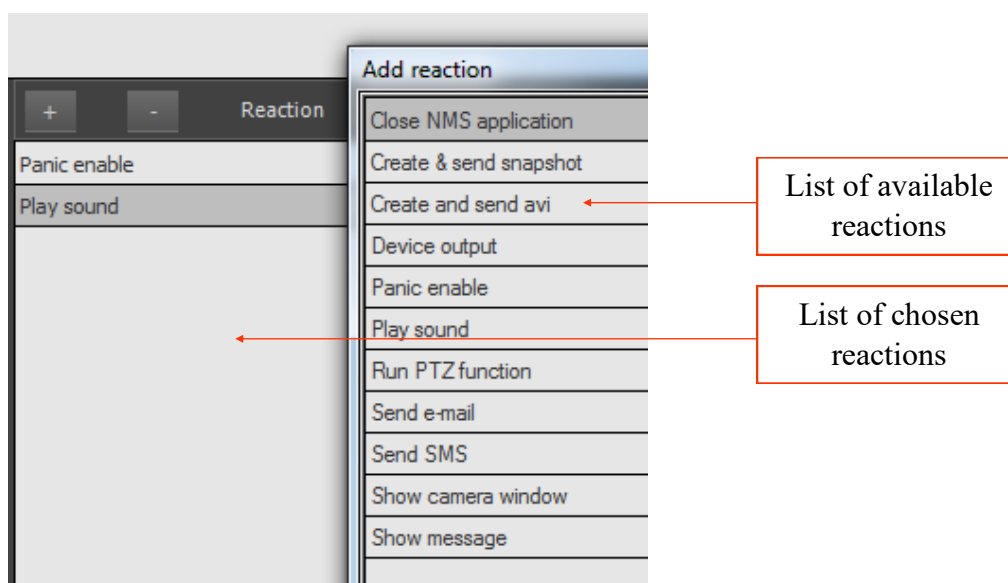 + - Reaction
Panic enable
Play sound
Add reaction
Close NMS application
Create & send snapshot
Create and send avi
Device output
Panic enable
Play sound
Run PTZ function
Send e-mail
Send SMS
Show camera window
Show message
List of available
reactions
List of chosen
reactions